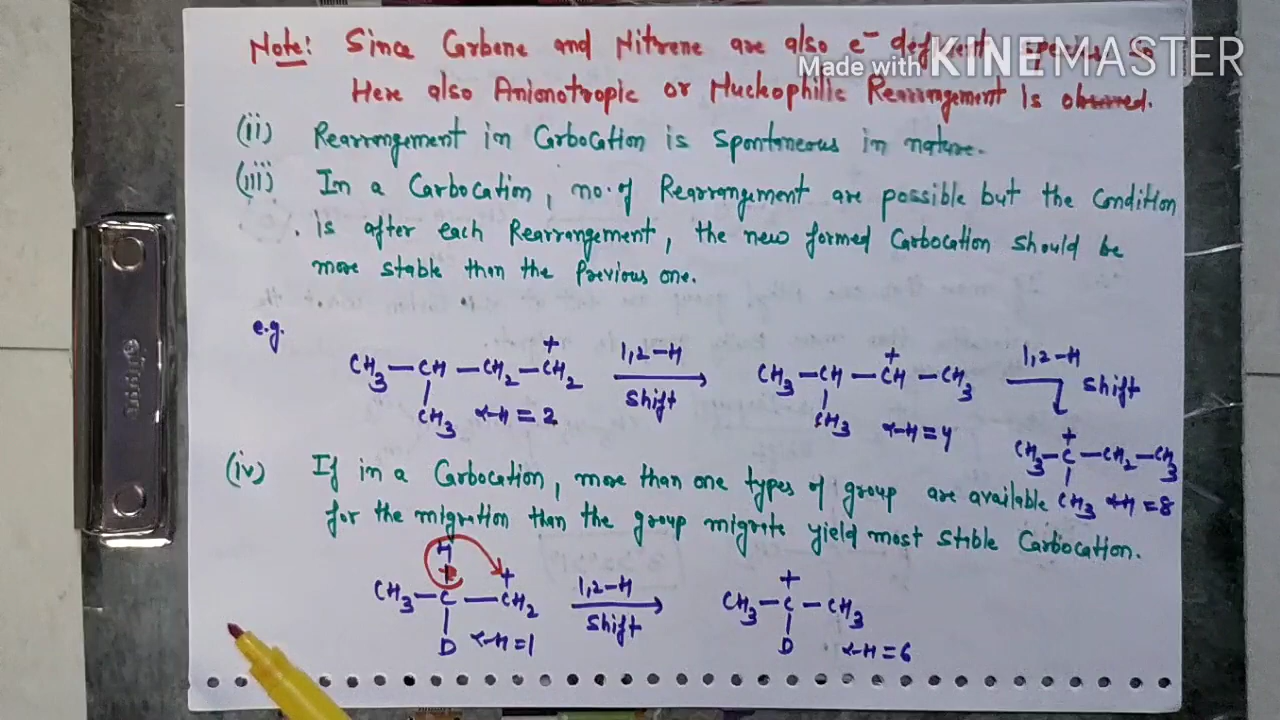 Note: Since Carbene and Nitrene are also e⁻ deficient species So
Made with KINEMASTER
Here also Anionotropic or Nucleophilic Rearrangement is observed.
(ii) Rearrangement in Carbocation is spontaneous in nature.
(iii) In a Carbocation, no. of Rearrangement are possible but the Condition
is after each Rearrangement, the new formed Carbocation should be
more stable than the Previous one.
e.g.
CH₃—CH—CH₂—CH₂⁺ 1,2-H Shift CH₃—CH—CH⁺—CH₃ 1,2-H Shift
CH₃ α-H = 2 CH₃ α-H = 4
CH₃—C⁺—CH₂—CH₃
CH₃ α-H = 8
(iv) If in a Carbocation, more than one types of group are available
for the migration than the group migrate yield most stable Carbocation.
H
CH₃—C—CH₂⁺ 1,2-H Shift CH₃—C⁺—CH₃
D α-H = 1 D α-H = 6